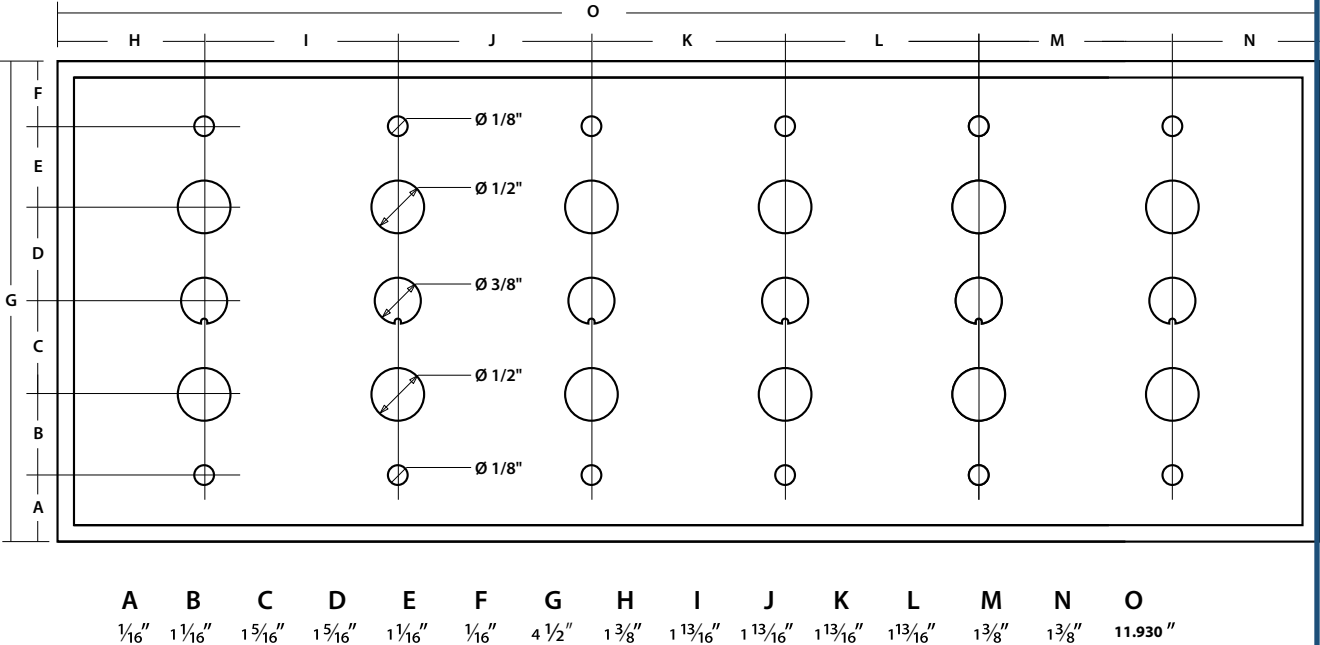 O
H I J K L M N
F
Ø 1/8"
E
Ø 1/2"
D
Ø 3/8"
G
C
Ø 1/2"
B
Ø 1/8"
A
A B C D E F G H I J K L M N O
1/16" 1 1/16" 1 5/16" 1 5/16" 1 1/16" 1/16" 4 1/2" 1 3/8" 1 13/16" 1 13/16" 1 13/16" 1 13/16" 1 3/8" 1 3/8" 11.930 "